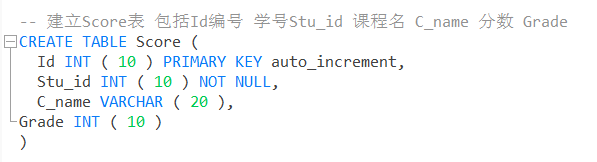 -- 建立Score表 包括Id编号 学号Stu_id 课程名 C_name 分数 Grade
CREATE TABLE Score (
Id INT ( 10 ) PRIMARY KEY auto_increment,
Stu_id INT ( 10 ) NOT NULL,
C_name VARCHAR ( 20 ),
Grade INT ( 10 )
)